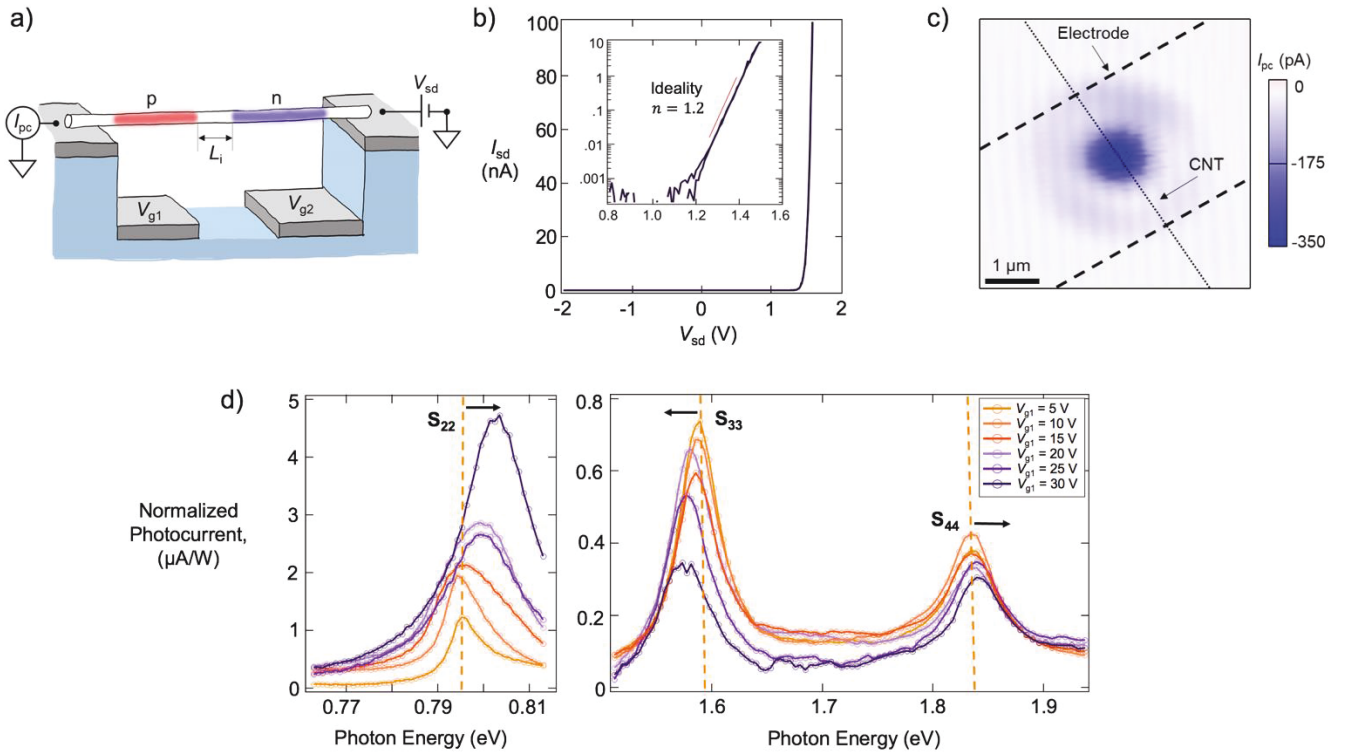 a)
p
n
V_sd
I_pc
L_i
V_g1
V_g2
b)
100
80
60
I_sd
(nA)
40
20
0
-2
-1
0
1
2
V_sd (V)
10
1
.1
.01
.001
0.8
1.0
1.2
1.4
1.6
Ideality
n = 1.2
c)
Electrode
CNT
1 µm
I_pc (pA)
0
-175
-350
d)
Normalized
Photocurrent,
(µA/W)
5
4
3
2
1
0
S_22
0.77
0.79
0.81
Photon Energy (eV)
0.8
0.6
0.4
0.2
0
S_33
S_44
1.6
1.7
1.8
1.9
Photon Energy (eV)
V_g1 = 5 V
V_g1 = 10 V
V_g1 = 15 V
V_g1 = 20 V
V_g1 = 25 V
V_g1 = 30 V